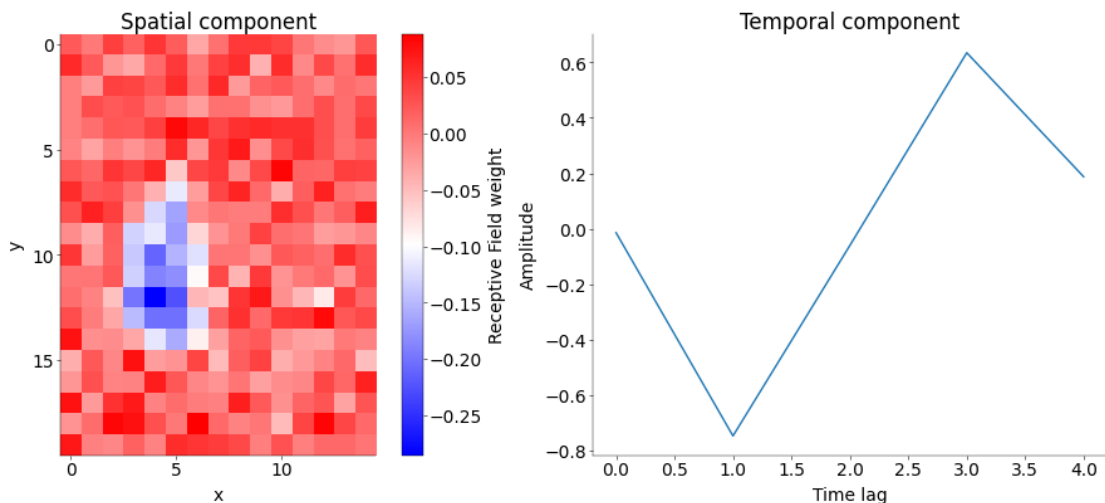 Spatial component
0
5
10
15
y
0
5
10
x
0.05
0.00
−0.05
−0.10
−0.15
−0.20
−0.25
Receptive Field weight
Temporal component
0.6
0.4
0.2
0.0
−0.2
−0.4
−0.6
−0.8
Amplitude
0.0 0.5 1.0 1.5 2.0 2.5 3.0 3.5 4.0
Time lag